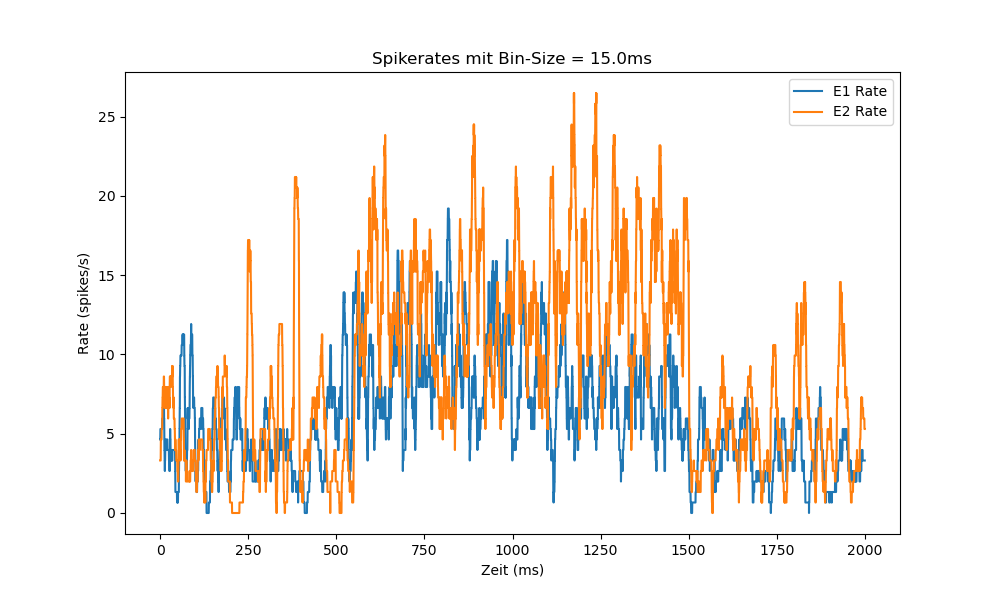 Spikerates mit Bin-Size = 15.0ms
E1 Rate
E2 Rate
25
20
15
10
5
0
Rate (spikes/s)
0 250 500 750 1000 1250 1500 1750 2000
Zeit (ms)